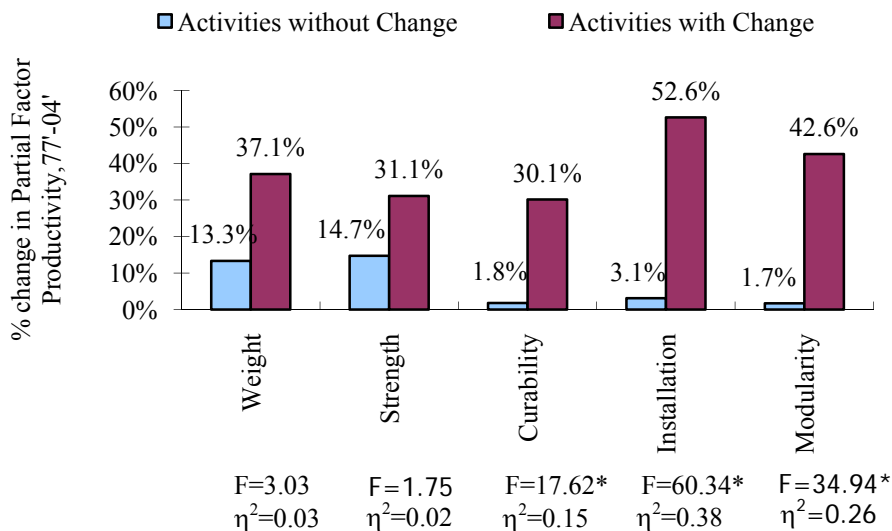 Activities without Change Activities with Change
% change in Partial Factor
Productivity,77'-04'
60%
50%
40%
30%
20%
10%
0%
13.3%
37.1%
14.7%
31.1%
1.8%
30.1%
3.1%
52.6%
1.7%
42.6%
Weight
Strength
Curability
Installation
Modularity
F=3.03 F=1.75 F=17.62* F=60.34* F=34.94*
η²=0.03 η²=0.02 η²=0.15 η²=0.38 η²=0.26